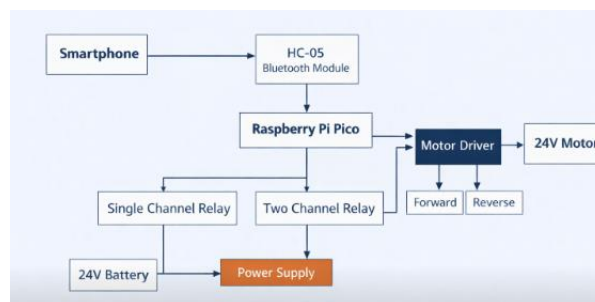 Smartphone
HC-05
Bluetooth Module
Raspberry Pi Pico
Motor Driver
24V Motor
Single Channel Relay
Two Channel Relay
Forward
Reverse
24V Battery
Power Supply